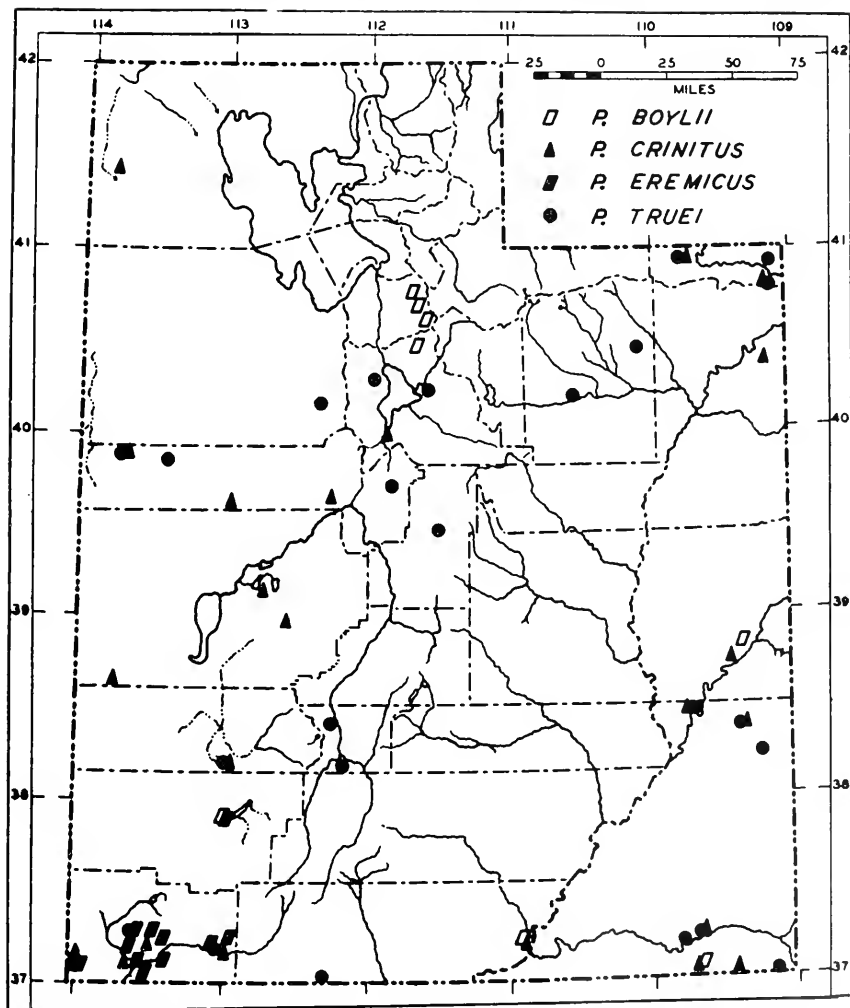 114 113 112 111 110 109
42 42
25 0 25 50 75
MILES
P. BOYLII
P. CRINITUS
P. EREMICUS
P. TRUEI
41 41
40 40
39 39
38 38
37 37